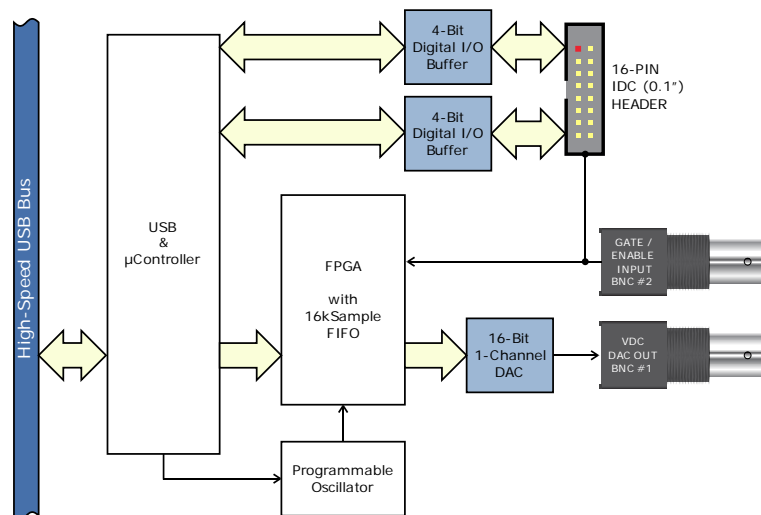 4-Bit
Digital I/O
Buffer
16-PIN
IDC (0.1")
HEADER
4-Bit
Digital I/O
Buffer
High-Speed USB Bus
USB
&
µController
FPGA
with
16kSample
FIFO
GATE /
ENABLE
INPUT
BNC #2
16-Bit
1-Channel
DAC
VDC
DAC OUT
BNC #1
Programmable
Oscillator